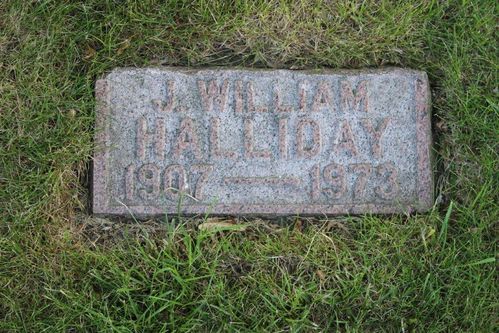 J. WILLIAM
HALLIDAY
1907 — 1973